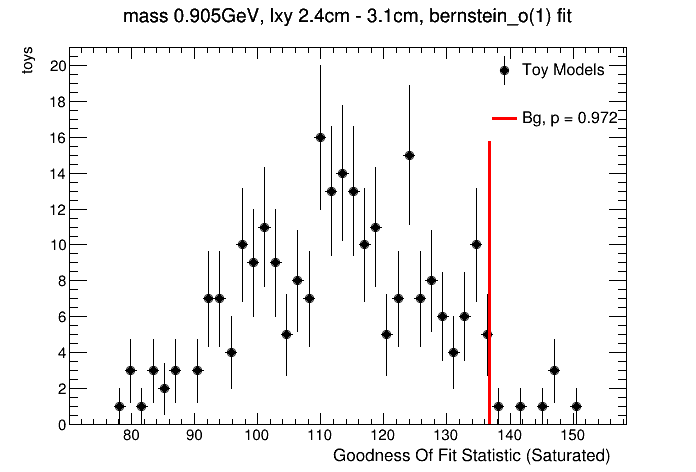 mass 0.905GeV, lxy 2.4cm - 3.1cm, bernstein_o(1) fit
toys
20
18
16
14
12
10
8
6
4
2
0
Toy Models
Bg, p = 0.972
80 90 100 110 120 130 140 150
Goodness Of Fit Statistic (Saturated)